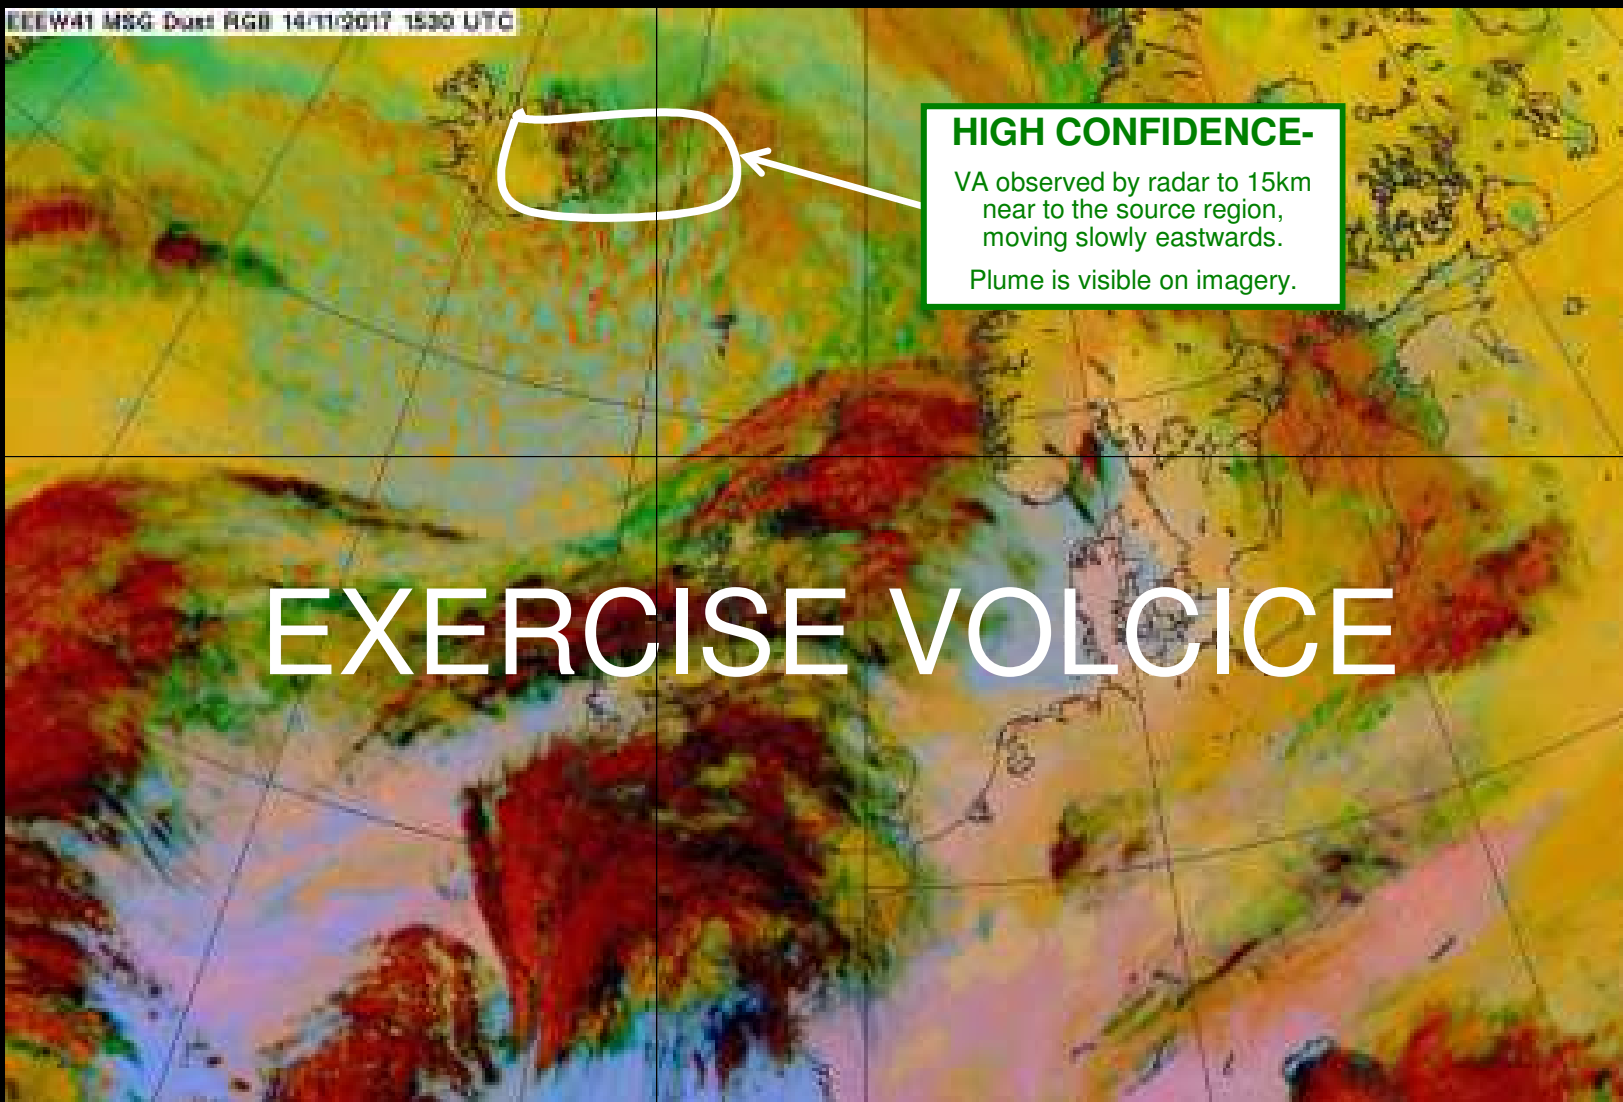 EEEW41 MSG Dust RGB 14/11/2017 1530 UTC
HIGH CONFIDENCE-
VA observed by radar to 15km
near to the source region,
moving slowly eastwards.
Plume is visible on imagery.
EXERCISE VOLCICE